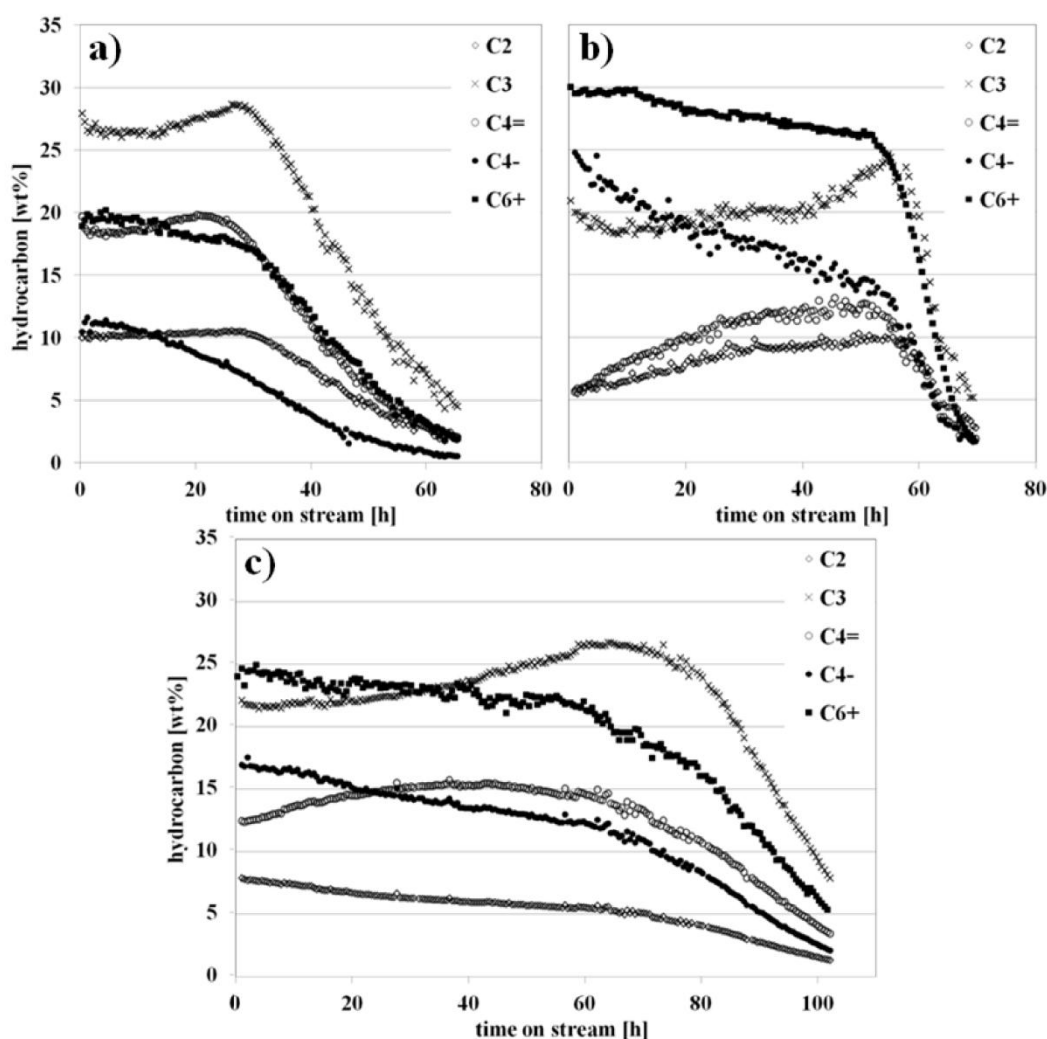 a)
35
30
25
20
15
10
5
0
hydrocarbon [wt%]
0 20 40 60 80
time on stream [h]
C2
C3
C4=
C4-
C6+
b)
0 20 40 60 80
time on stream [h]
C2
C3
C4=
C4-
C6+
c)
35
30
25
20
15
10
5
0
hydrocarbon [wt%]
0 20 40 60 80 100
time on stream [h]
C2
C3
C4=
C4-
C6+